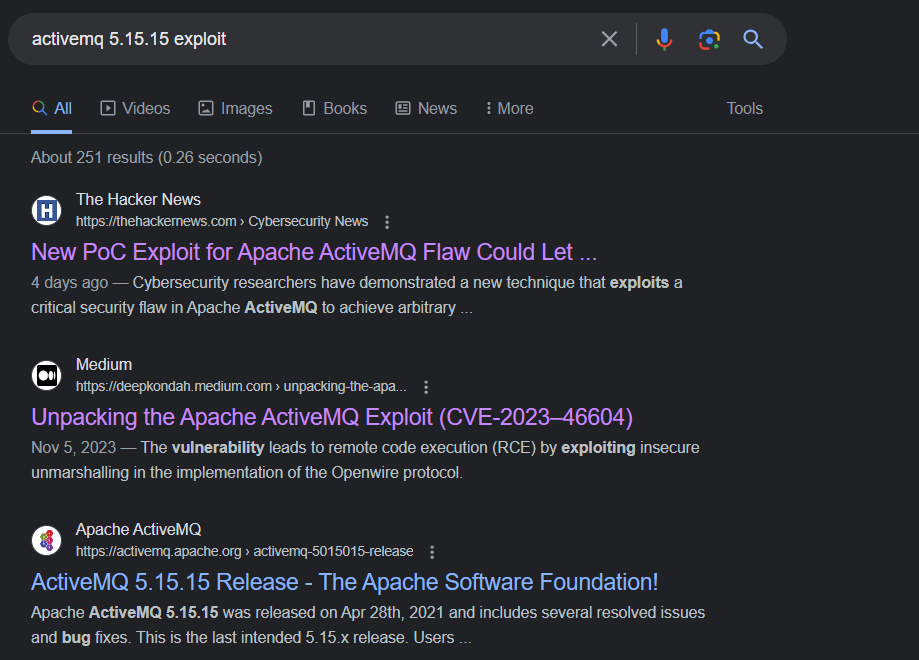 activemq 5.15.15 exploit
All Videos Images Books News More Tools
About 251 results (0.26 seconds)
H The Hacker News
https://thehackernews.com › Cybersecurity News
New PoC Exploit for Apache ActiveMQ Flaw Could Let ...
4 days ago — Cybersecurity researchers have demonstrated a new technique that exploits a
critical security flaw in Apache ActiveMQ to achieve arbitrary ...
Medium
https://deepkondah.medium.com › unpacking-the-apa...
Unpacking the Apache ActiveMQ Exploit (CVE-2023–46604)
Nov 5, 2023 — The vulnerability leads to remote code execution (RCE) by exploiting insecure
unmarshalling in the implementation of the Openwire protocol.
Apache ActiveMQ
https://activemq.apache.org › activemq-5015015-release
ActiveMQ 5.15.15 Release - The Apache Software Foundation!
Apache ActiveMQ 5.15.15 was released on Apr 28th, 2021 and includes several resolved issues
and bug fixes. This is the last intended 5.15.x release. Users ...